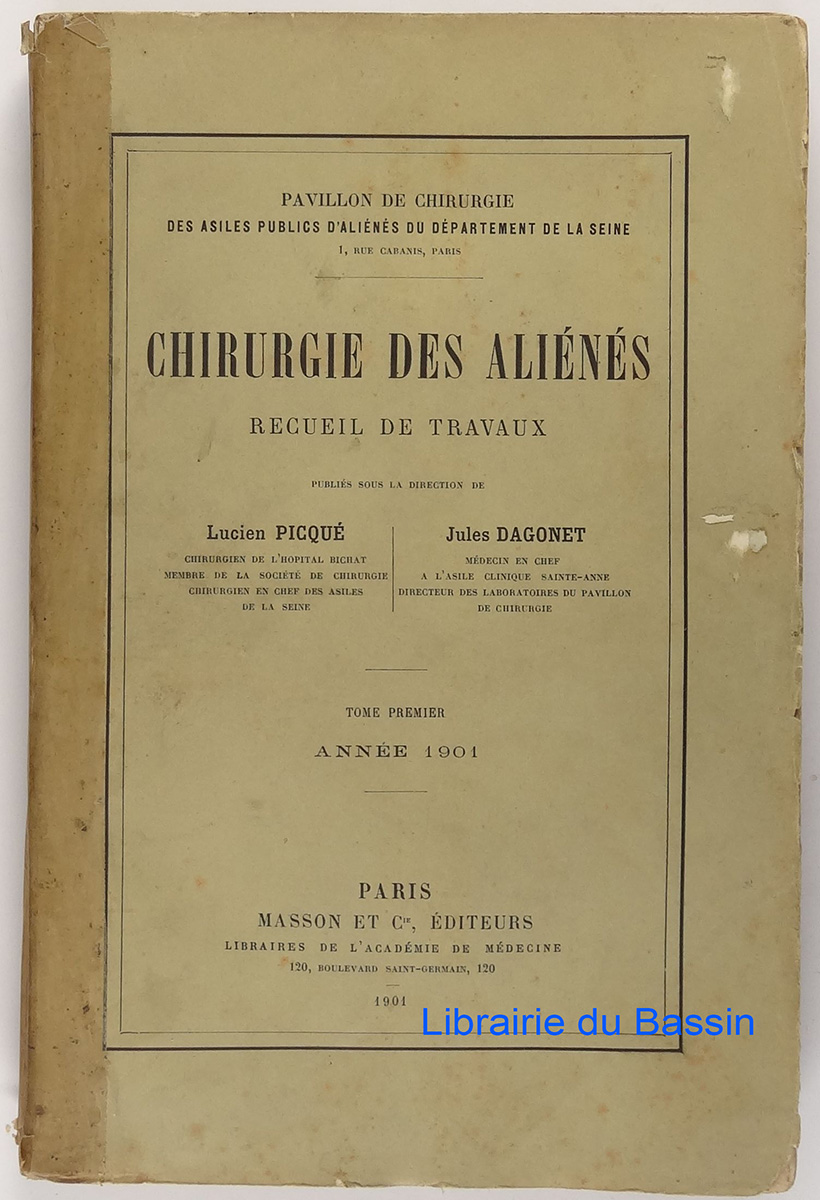 PAVILLON DE CHIRURGIE
DES ASILES PUBLICS D'ALIÉNÉS DU DÉPARTEMENT DE LA SEINE
1, RUE CABANIS, PARIS
CHIRURGIE DES ALIÉNÉS
RECUEIL DE TRAVAUX
PUBLIÉS SOUS LA DIRECTION DE
Lucien PICQUÉ
CHIRURGIEN DE L'HOPITAL BICHAT
MEMBRE DE LA SOCIÉTÉ DE CHIRURGIE
CHIRURGIEN EN CHEF DES ASILES
DE LA SEINE
Jules DAGONET
MÉDECIN EN CHEF
A L'ASILE CLINIQUE SAINTE-ANNE
DIRECTEUR DES LABORATOIRES DU PAVILLON
DE CHIRURGIE
TOME PREMIER
ANNÉE 1901
PARIS
MASSON ET CIE, ÉDITEURS
LIBRAIRES DE L'ACADÉMIE DE MÉDECINE
120, BOULEVARD SAINT-GERMAIN, 120
1901
Librairie du Bassin